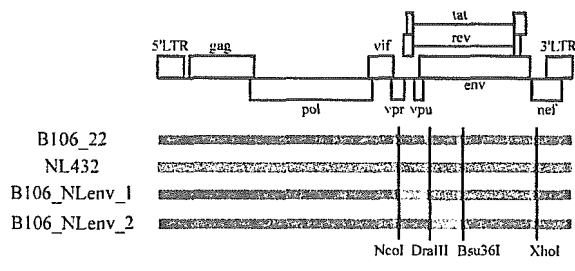 tat
rev
5'LTR gag vif 3'LTR
pol vpr vpu env nef
B106_22
NL432
B106_NLenv_1
B106_NLenv_2
NcoI DraIII Bsu36I XhoI